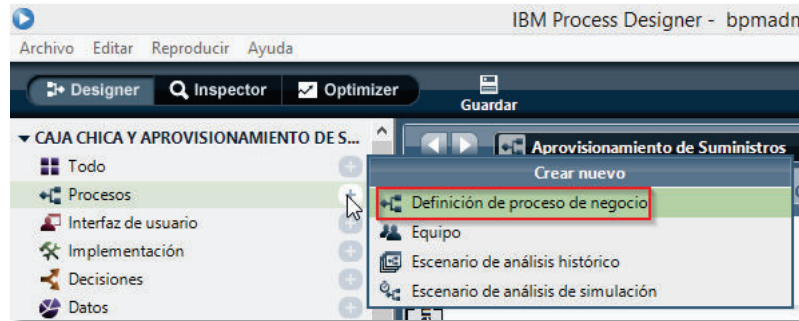 IBM Process Designer - bpmadn
Archivo Editar Reproducir Ayuda
Designer Inspector Optimizer
Guardar
CAJA CHICA Y APROVISIONAMIENTO DE S...
Aprovisionamiento de Suministros
Todo
Crear nuevo
Procesos
Definición de proceso de negocio
Interfaz de usuario
Equipo
Implementación
Escenario de análisis histórico
Decisiones
Escenario de análisis de simulación
Datos